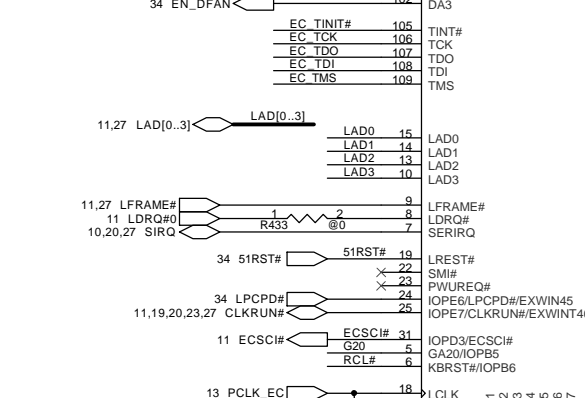 34 EN_DFAN 102 DA3
EC_TINIT# 105 TINT#
EC_TCK 106 TCK
EC_TDO 107 TDO
EC_TDI 108 TDI
EC_TMS 109 TMS
11,27 LAD[0..3] LAD[0..3]
LAD0 15 LAD0
LAD1 14 LAD1
LAD2 13 LAD2
LAD3 10 LAD3
11,27 LFRAME# 9 LFRAME#
11 LDRQ#0 1 2 8 LDRQ#
10,20,27 SIRQ R433 @0 7 SERIRQ
34 51RST# 51RST# 19 LREST#
22 SMI#
23 PWUREQ#
34 LPCPD# 24 IOPE6/LPCPD#/EXWIN45
11,19,20,23,27 CLKRUN# 25 IOPE7/CLKRUN#/EXWINT4
11 ECSCI# ECSCI# 31 IOPD3/ECSCI#
G20 5 GA20/IOPB5
RCL# 6 KBRST#/IOPB6
13 PCLK_EC 18 LCLK